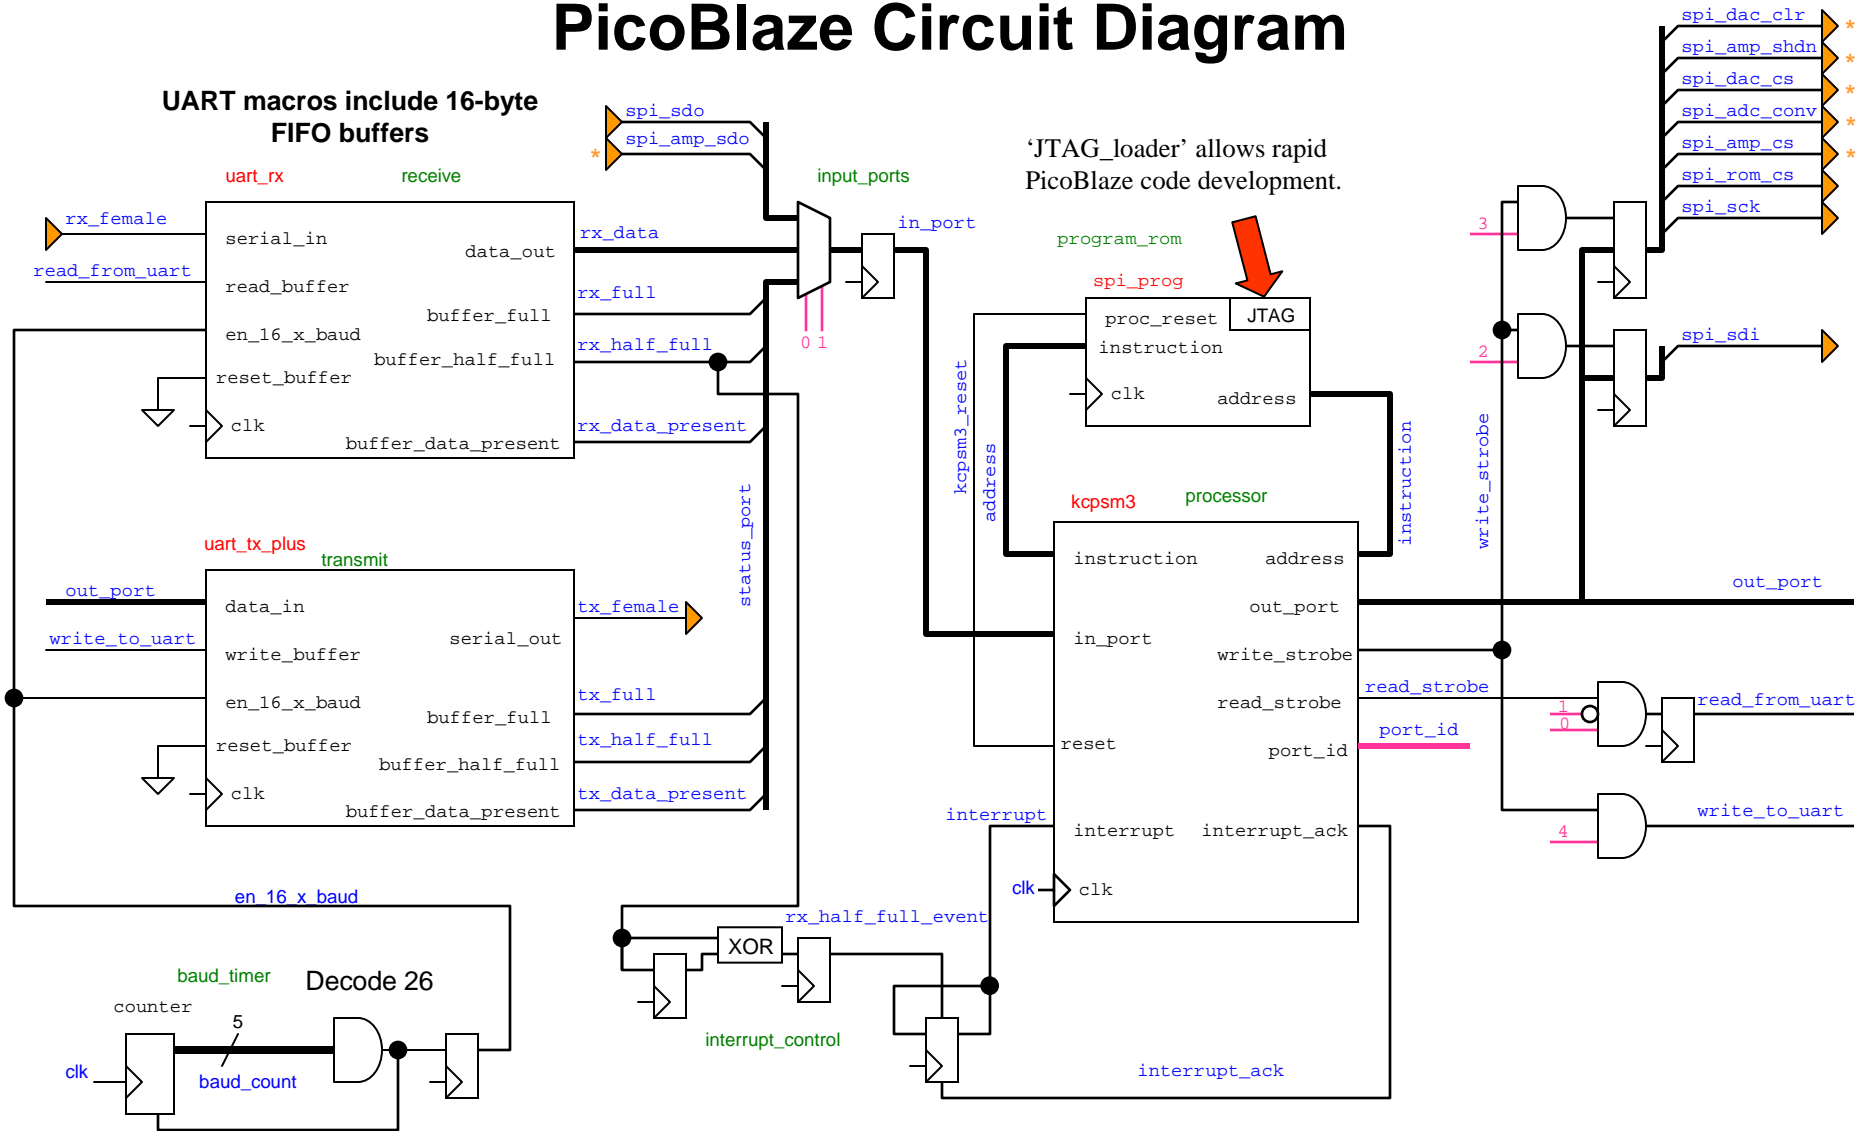 PicoBlaze Circuit Diagram
UART macros include 16-byte
FIFO buffers
uart_rx
receive
rx_female
read_from_uart
serial_in
read_buffer
en_16_x_baud
reset_buffer
clk
data_out
buffer_full
buffer_half_full
buffer_data_present
rx_data
rx_full
rx_half_full
rx_data_present
spi_sdo
spi_amp_sdo
*
input_ports
0 1
in_port
status_port
uart_tx_plus
transmit
out_port
write_to_uart
data_in
write_buffer
en_16_x_baud
reset_buffer
clk
serial_out
buffer_full
buffer_half_full
buffer_data_present
tx_female
tx_full
tx_half_full
tx_data_present
en_16_x_baud
baud_timer
Decode 26
counter
5
clk
baud_count
‘JTAG_loader’ allows rapid
PicoBlaze code development.
program_rom
spi_prog
proc_reset
JTAG
instruction
clk
address
kcpsm3_reset
address
instruction
kcpsm3
processor
instruction
address
out_port
in_port
write_strobe
read_strobe
reset
port_id
interrupt
interrupt_ack
clk
clk
interrupt
rx_half_full_event
XOR
interrupt_control
interrupt_ack
read_strobe
port_id
write_strobe
3
2
spi_dac_clr
*
spi_amp_shdn
*
spi_dac_cs
*
spi_adc_conv
*
spi_amp_cs
*
spi_rom_cs
spi_sck
spi_sdi
out_port
1
0
read_from_uart
4
write_to_uart